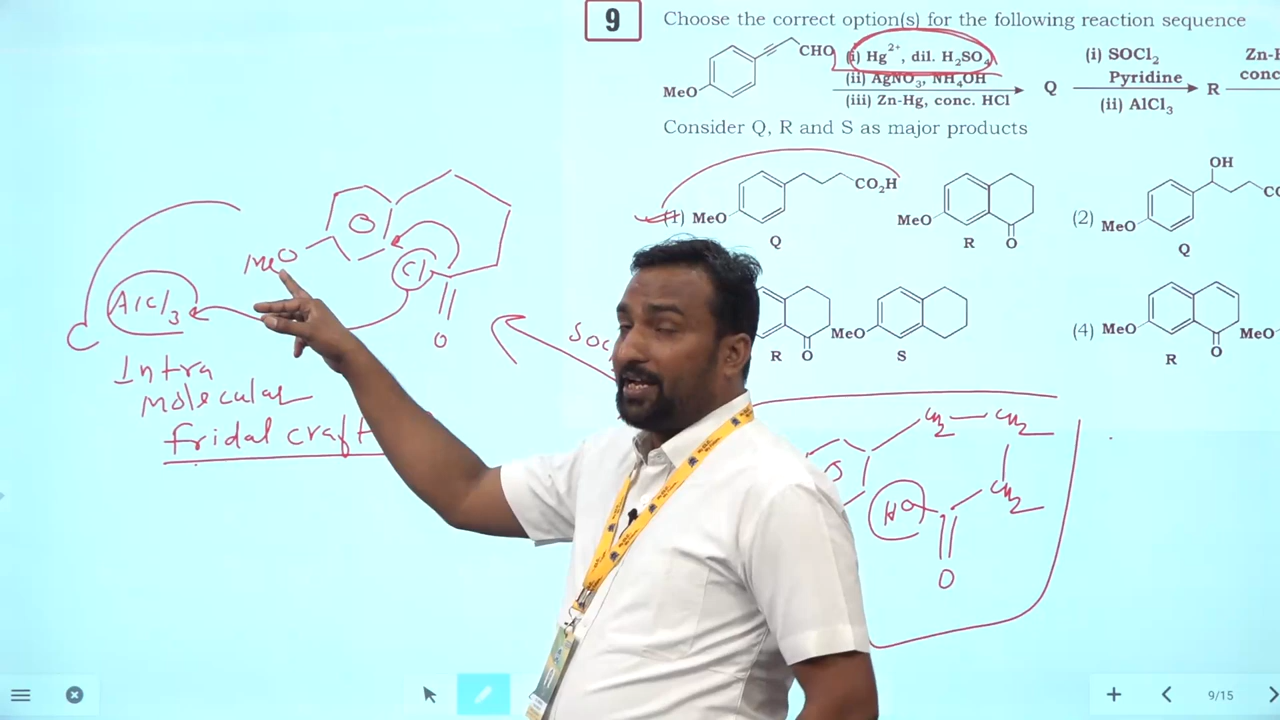 9
Choose the correct option(s) for the following reaction sequence
CHO
MeO
(i) Hg2+, dil. H2SO4
(ii) AgNO3, NH4OH
(iii) Zn-Hg, conc. HCl
Q
(i) SOCl2
Pyridine
(ii) AlCl3
R
Zn-
conc
Consider Q, R and S as major products
(1) MeO
CO2H
Q
MeO
O
R
(2)
OH
MeO
Q
O
R
MeO
S
(4) MeO
O
R
MeO
MeO
Cl
O
AlCl3
Intra
molecular
fridal craft
SOC
CH2 CH2
CH2
HO
O
9/15